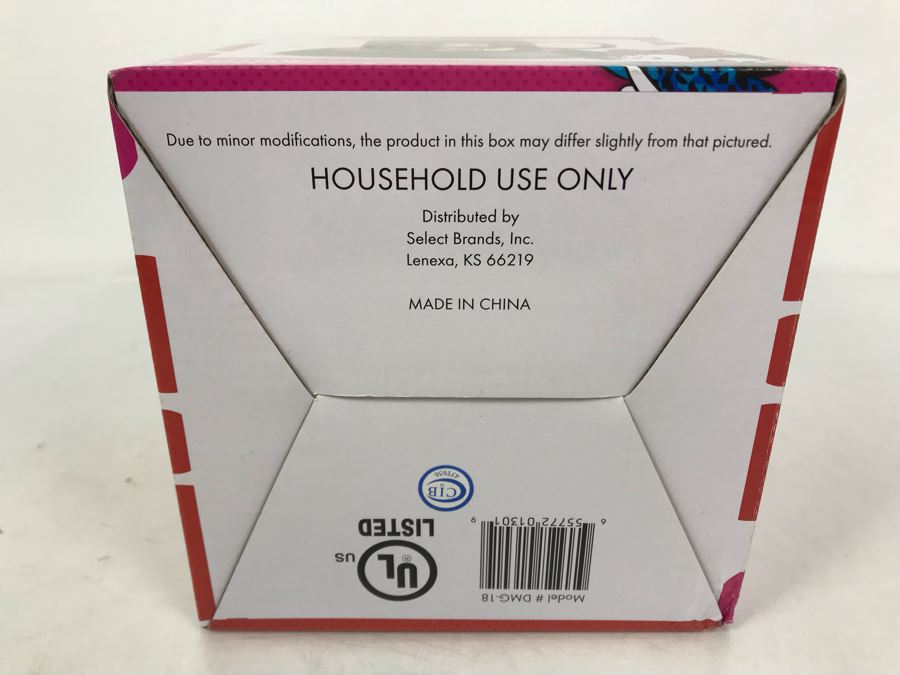 Due to minor modifications, the product in this box may differ slightly from that pictured.
HOUSEHOLD USE ONLY
Distributed by
Select Brands, Inc.
Lenexa, KS 66219
MADE IN CHINA
Model # DMG-18
6 55772 01301 9
UL ® US
LISTED
CIB
43T656